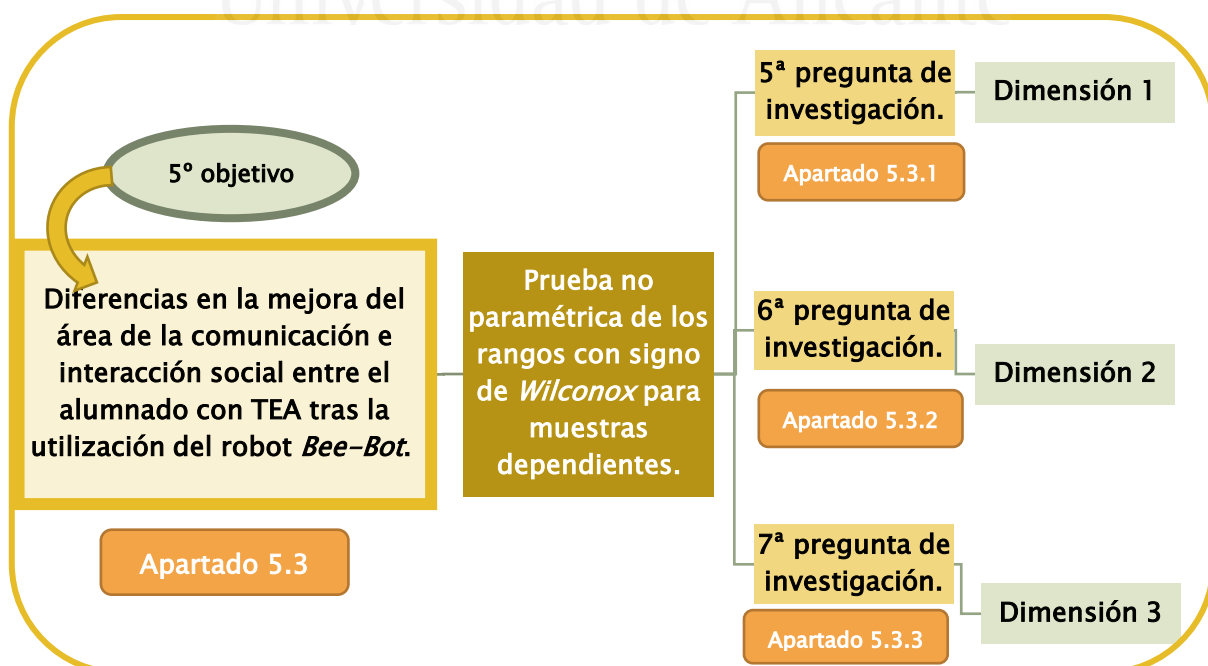 Universidad de Alicante
5º objetivo
Diferencias en la mejora del
área de la comunicación e
interacción social entre el
alumnado con TEA tras la
utilización del robot Bee-Bot.
Apartado 5.3
Prueba no
paramétrica de los
rangos con signo
de Wilconox para
muestras
dependientes.
5ª pregunta de
investigación.
Apartado 5.3.1
Dimensión 1
6ª pregunta de
investigación.
Apartado 5.3.2
Dimensión 2
7ª pregunta de
investigación.
Apartado 5.3.3
Dimensión 3